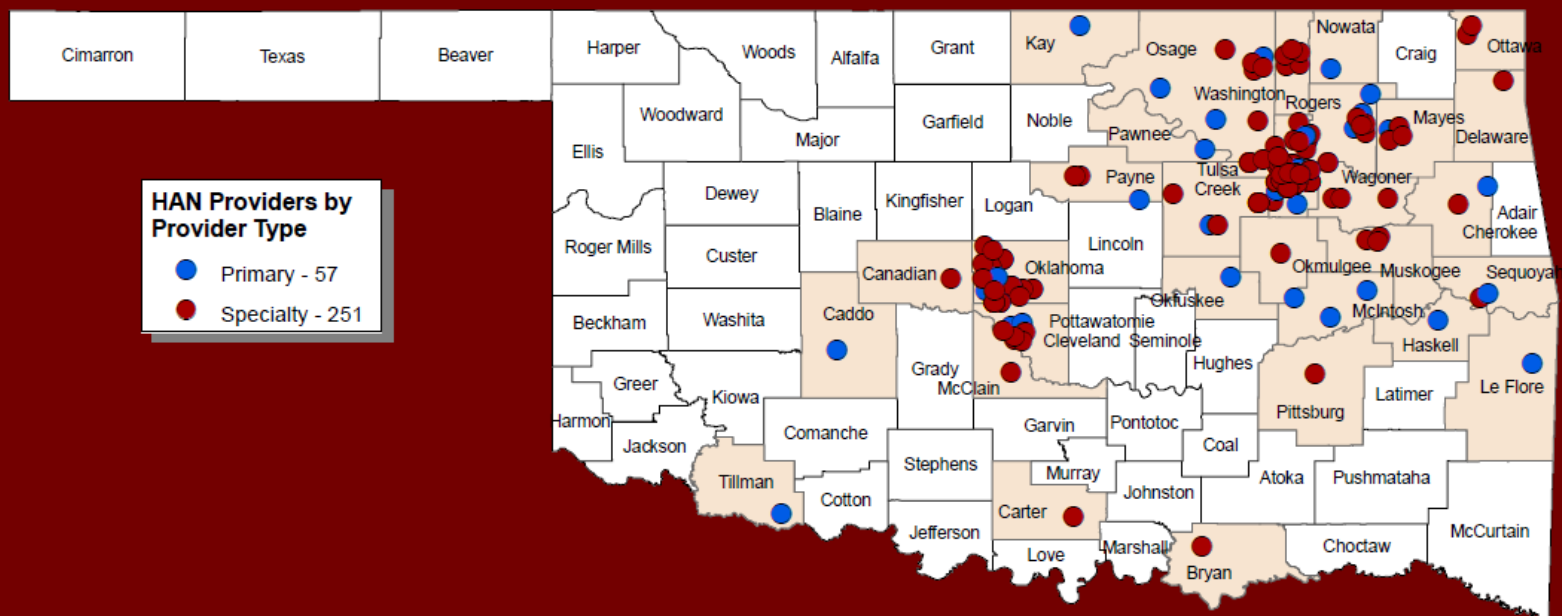 Cimarron
Texas
Beaver
Harper
Woods
Alfalfa
Grant
Kay
Osage
Nowata
Craig
Ottawa
Woodward
Major
Garfield
Noble
Pawnee
Washington
Rogers
Mayes
Delaware
Ellis
Dewey
Blaine
Kingfisher
Logan
Payne
Tulsa
Creek
Wagoner
Adair
Cherokee
HAN Providers by
Provider Type
Primary - 57
Specialty - 251
Roger Mills
Custer
Canadian
Oklahoma
Lincoln
Okmulgee
Muskogee
Sequoyah
Okfuskee
McIntosh
Beckham
Washita
Caddo
Pottawatomie
Cleveland
Seminole
Hughes
Haskell
Greer
Kiowa
Grady
McClain
Pittsburg
Latimer
Le Flore
Harmon
Jackson
Comanche
Garvin
Pontotoc
Coal
Stephens
Murray
Atoka
Pushmataha
Tillman
Cotton
Johnston
Carter
Jefferson
Love
Marshall
Bryan
Choctaw
McCurtain